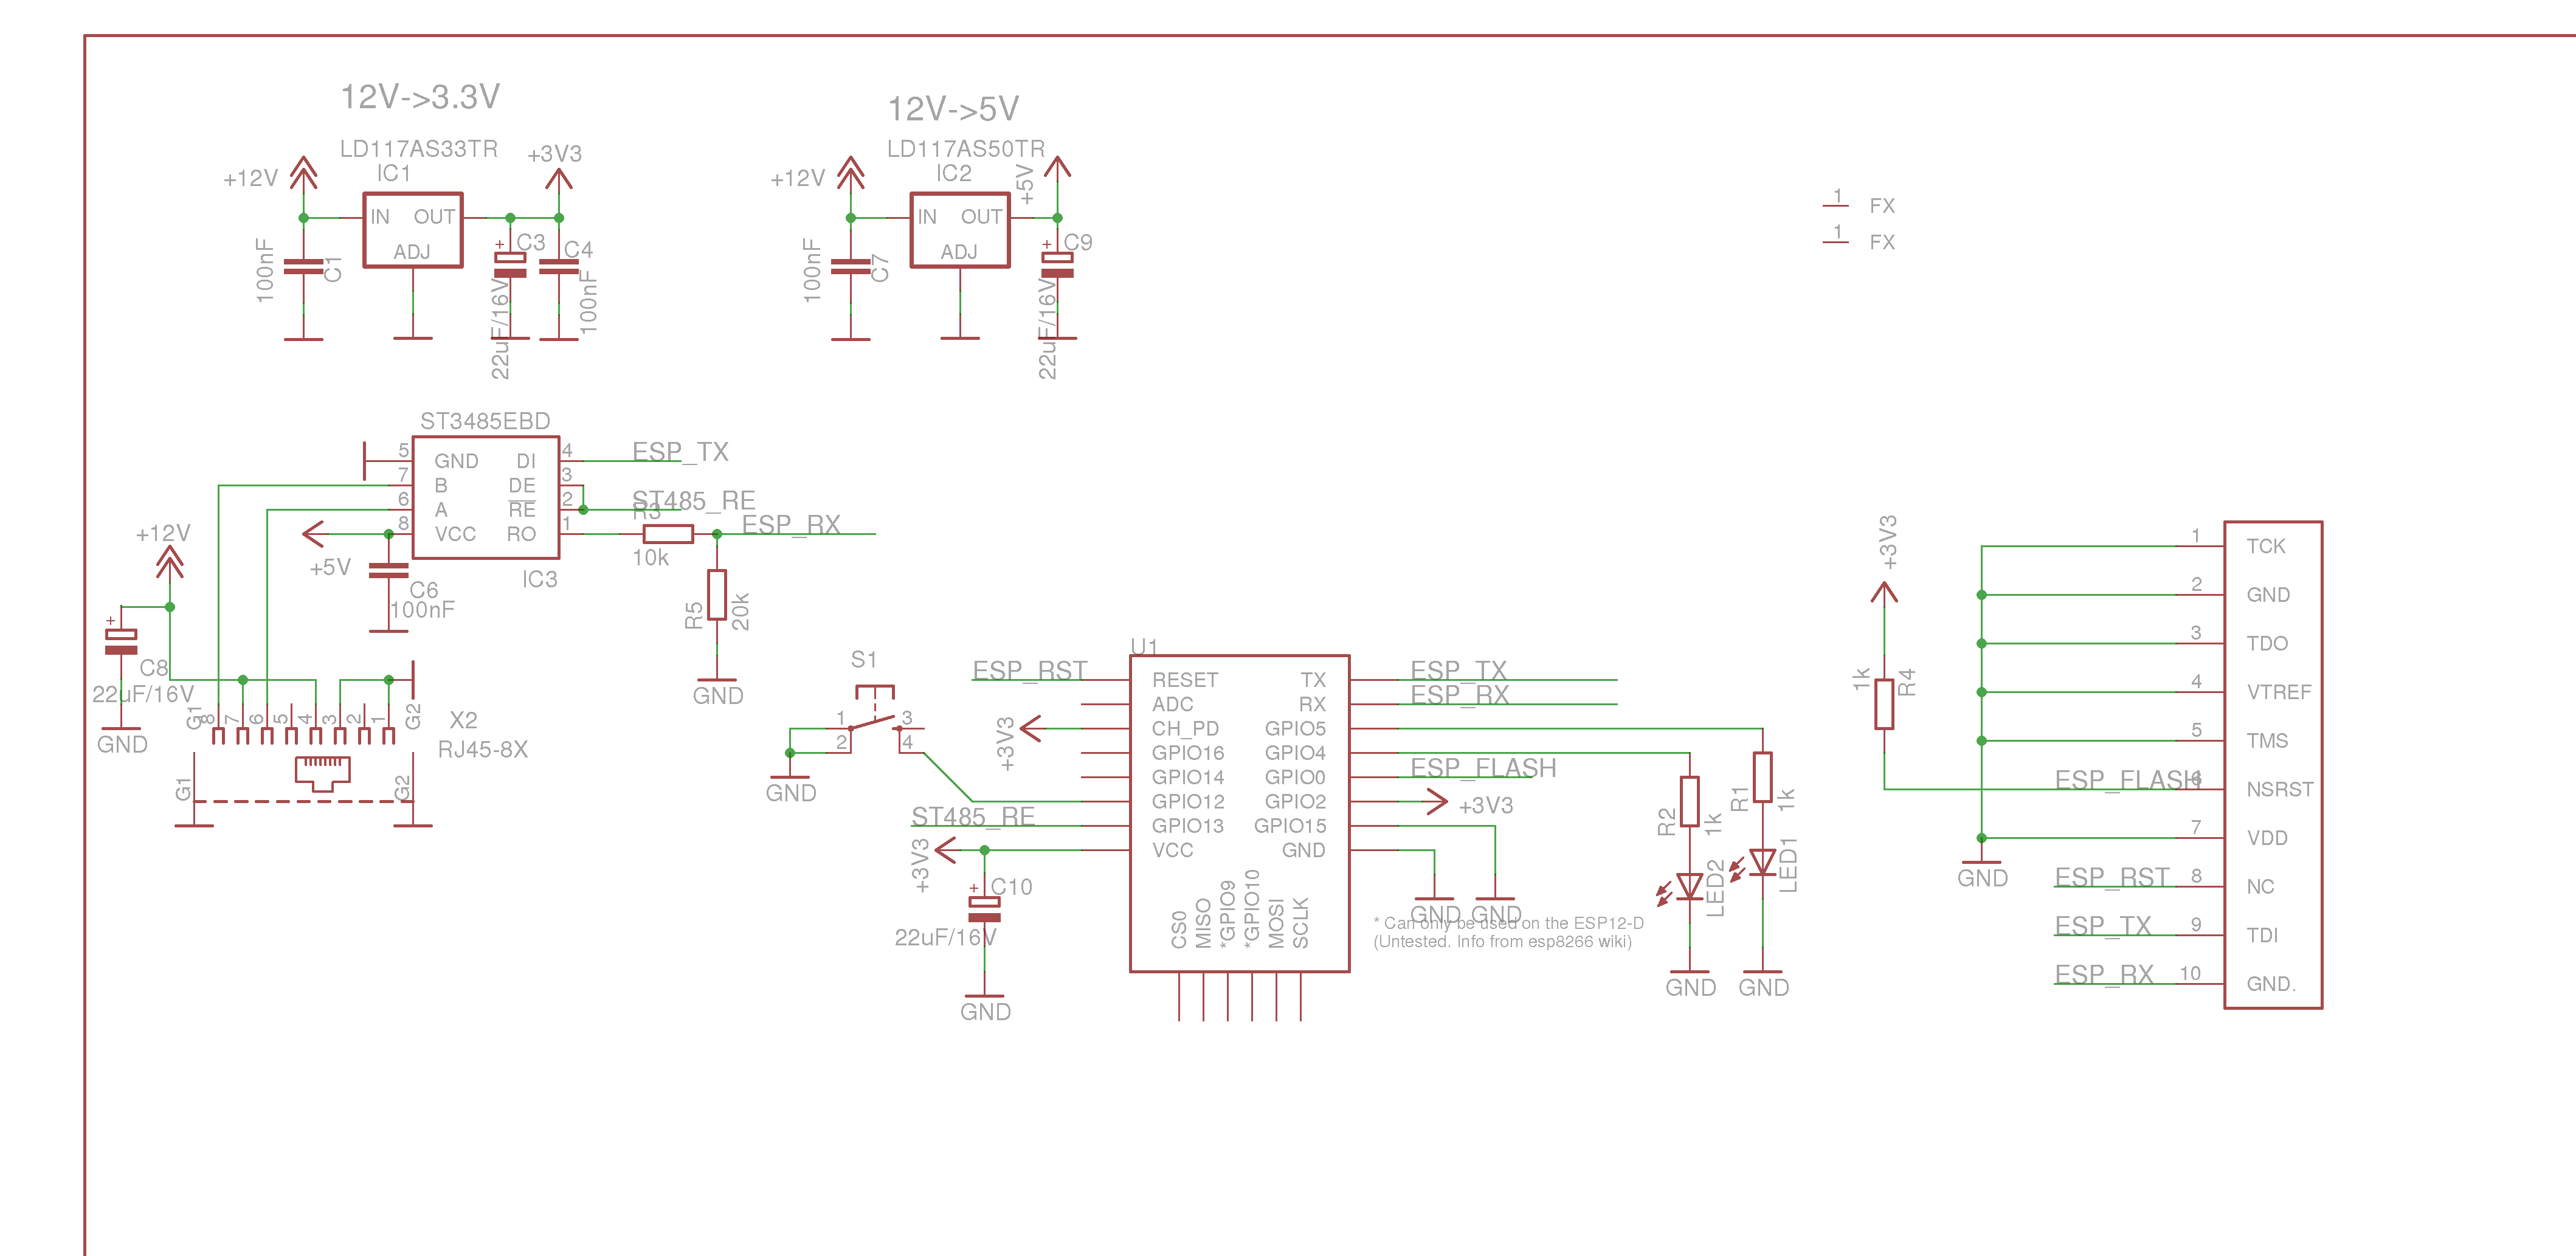 12V->3.3V
LD117AS33TR
IC1
+12V
+3V3
IN OUT
ADJ
100nF
C1
C3
22uF/16V
C4
100nF
12V->5V
LD117AS50TR
IC2
+12V
+5V
IN OUT
ADJ
100nF
C7
C9
22uF/16V
1 FX
1 FX
ST3485EBD
5 GND DI 4 ESP_TX
7 B DE 3
6 A RE 2 ST485_RE
8 VCC RO 1 ESP_RX
IC3
R3
10k
R5
20k
GND
+12V
+5V
C6
100nF
C8
22uF/16V
GND
G1 8 7 6 5 4 3 2 1 G2
X2
RJ45-8X
G1
G2
S1
1 3
2 4
GND
U1
ESP_RST RESET TX ESP_TX
ADC RX ESP_RX
+3V3 CH_PD GPIO5
GPIO16 GPIO4
GPIO14 GPIO0 ESP_FLASH
GPIO12 GPIO2 +3V3
ST485_RE GPIO13 GPIO15
+3V3 VCC GND
CS0
MISO
*GPIO9
*GPIO10
MOSI
SCLK
C10
22uF/16V
GND
GND GND
* Can only be used on the ESP12-D
(Untested. Info from esp8266 wiki)
R2
1k
R1
1k
LED2
LED1
GND GND
+3V3
1k
R4
GND
1 TCK
2 GND
3 TDO
4 VTREF
5 TMS
ESP_FLASH 6 NSRST
7 VDD
ESP_RST 8 NC
ESP_TX 9 TDI
ESP_RX 10 GND.